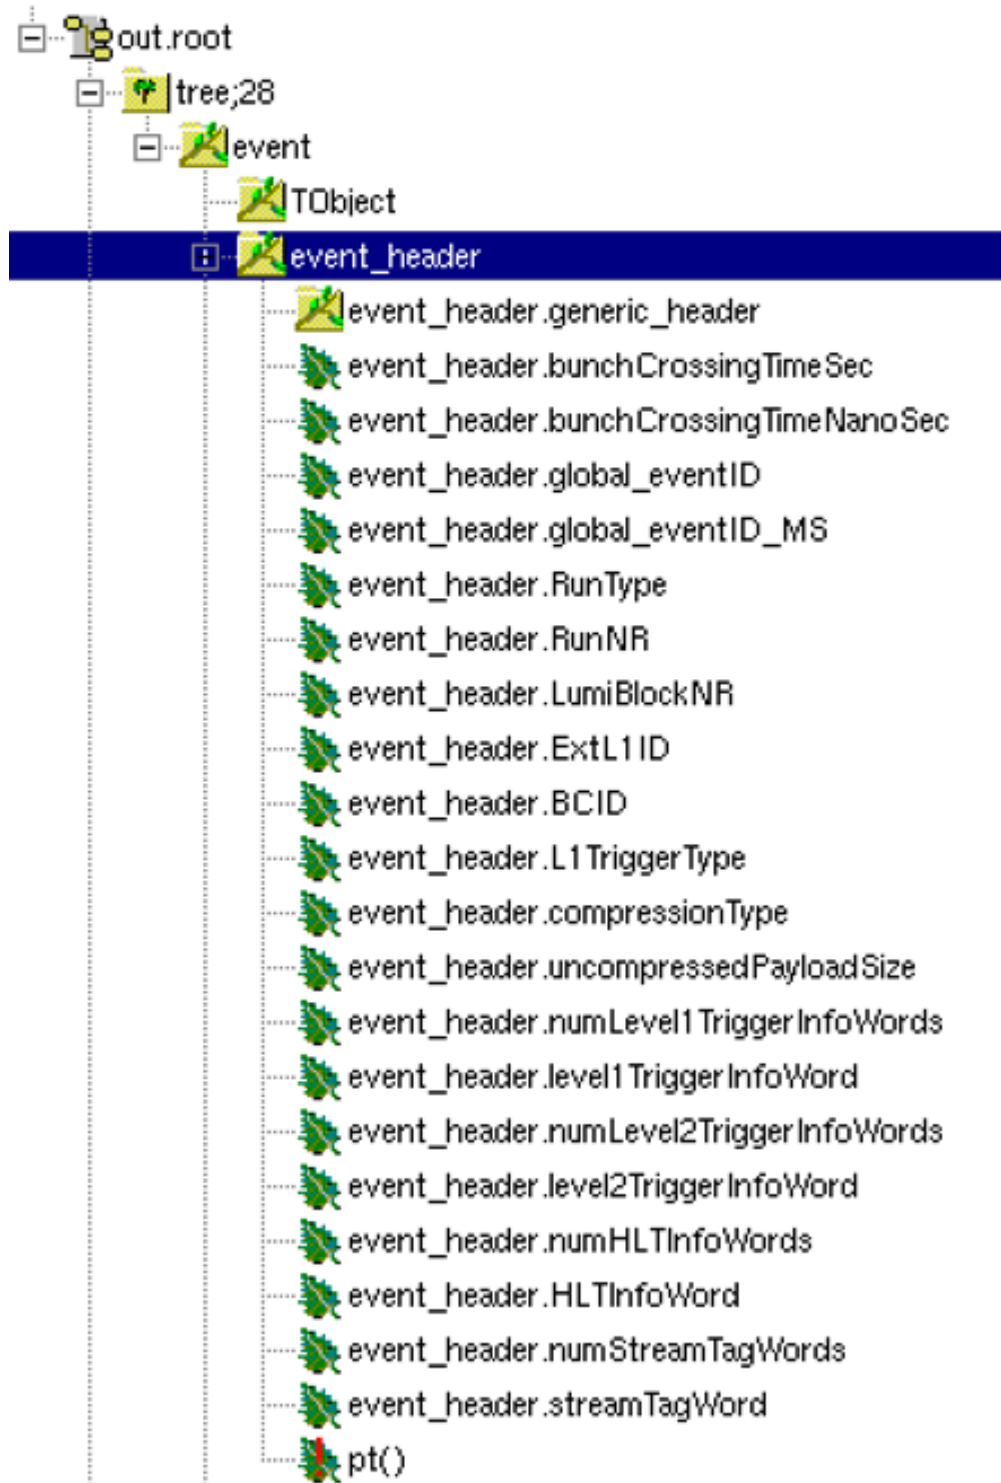 out.root
tree;28
event
TObject
event_header
event_header.generic_header
event_header.bunchCrossingTimeSec
event_header.bunchCrossingTimeNanoSec
event_header.global_eventID
event_header.global_eventID_MS
event_header.RunType
event_header.RunNR
event_header.LumiBlockNR
event_header.ExtL1ID
event_header.BCID
event_header.L1TriggerType
event_header.compressionType
event_header.uncompressedPayloadSize
event_header.numLevel1TriggerInfoWords
event_header.level1TriggerInfoWord
event_header.numLevel2TriggerInfoWords
event_header.level2TriggerInfoWord
event_header.numHLTInfoWords
event_header.HLTInfoWord
event_header.numStreamTagWords
event_header.streamTagWord
pt()